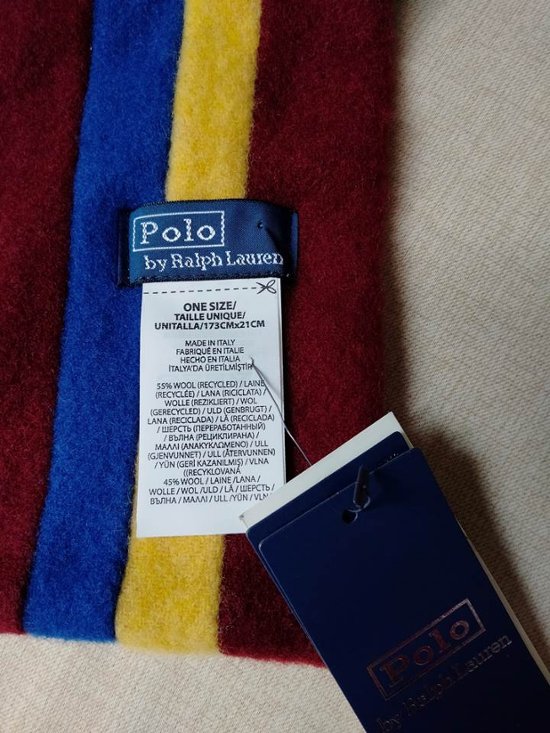 Polo
by Ralph Lauren
ONE SIZE/
TAILLE UNIQUE/
UNITALLA/173CMx21CM
MADE IN ITALY
FABRIQUÉ EN ITALIE
HECHO EN ITALIA
İTALYA'DA ÜRETİLMİŞTİR
55% WOOL (RECYCLED) / LAINE
(RECYCLÉE) / LANA (RICICLATA) /
WOLLE (REZIKLIERT) / WOL
(GERECYCLED) / ULD (GENBRUGT) /
LANA (RECICLADA) / LÃ (RECICLADA)
/ ШЕРСТЬ (ПЕРЕРАБОТАННЫЙ) /
ВЪЛНА (РЕЦИКЛИРАНА) /
ΜΑΛΛΙ (ΑΝΑΚΥΚΛΩΜΕΝΟ) / ULL
(GJENVUNNET) / ULL (ÅTERVUNNEN)
/ YÜN (GERİ KAZANILMIŞ) / VLNA
((RECYKLOVANÁ
45% WOOL / LAINE /LANA/
WOLLE / WOL /ULD / LÃ / ШЕРСТЬ /
ВЪЛНА / ΜΑΛΛΙ / ULL /YÜN / VLNA
Polo
by Ralph Lauren